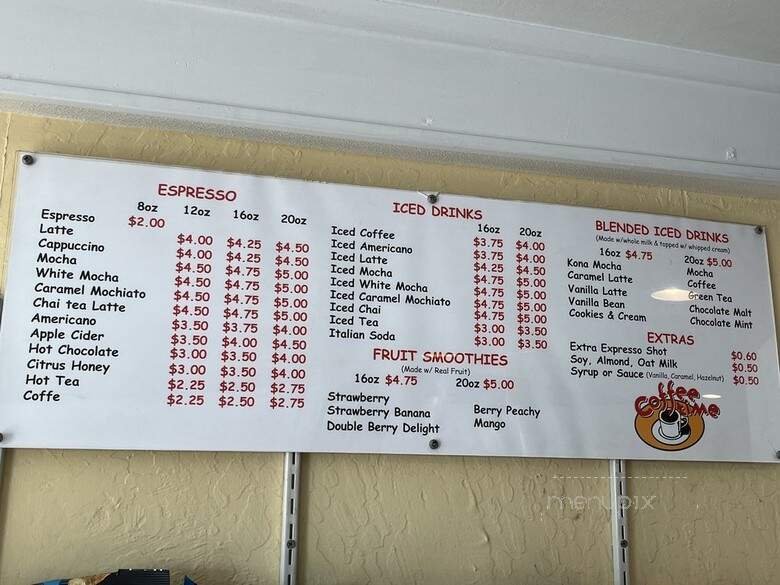 ESPRESSO
8oz 12oz 16oz 20oz
Espresso $2.00
Latte $4.00 $4.25 $4.50
Cappuccino $4.00 $4.25 $4.50
Mocha $4.50 $4.75 $5.00
White Mocha $4.50 $4.75 $5.00
Caramel Mochiato $4.50 $4.75 $5.00
Chai tea Latte $4.50 $4.75 $5.00
Americano $3.50 $3.75 $4.00
Apple Cider $3.50 $4.00 $4.50
Hot Chocolate $3.00 $3.50 $4.00
Citrus Honey $3.00 $3.50 $4.00
Hot Tea $2.25 $2.50 $2.75
Coffe $2.25 $2.50 $2.75
ICED DRINKS
16oz 20oz
Iced Coffee $3.75 $4.00
Iced Americano $3.75 $4.00
Iced Latte $4.25 $4.50
Iced Mocha $4.75 $5.00
Iced White Mocha $4.75 $5.00
Iced Caramel Mochiato $4.75 $5.00
Iced Chai $4.75 $5.00
Iced Tea $3.00 $3.50
Italian Soda $3.00 $3.50
FRUIT SMOOTHIES
(Made w/ Real Fruit)
16oz $4.75 20oz $5.00
Strawberry
Strawberry Banana Berry Peachy
Double Berry Delight Mango
BLENDED ICED DRINKS
(Made w/whole milk & tapped w/ whipped cream)
16oz $4.75 20oz $5.00
Kona Mocha Mocha
Caramel Latte Coffee
Vanilla Latte Green Tea
Vanilla Bean Chocolate Malt
Cookies & Cream Chocolate Mint
EXTRAS
Extra Expresso Shot $0.60
Soy, Almond, Oat Milk $0.50
Syrup or Sauce (Vanilla, Caramel, Hazelnut) $0.50
Coffee Time
menupix